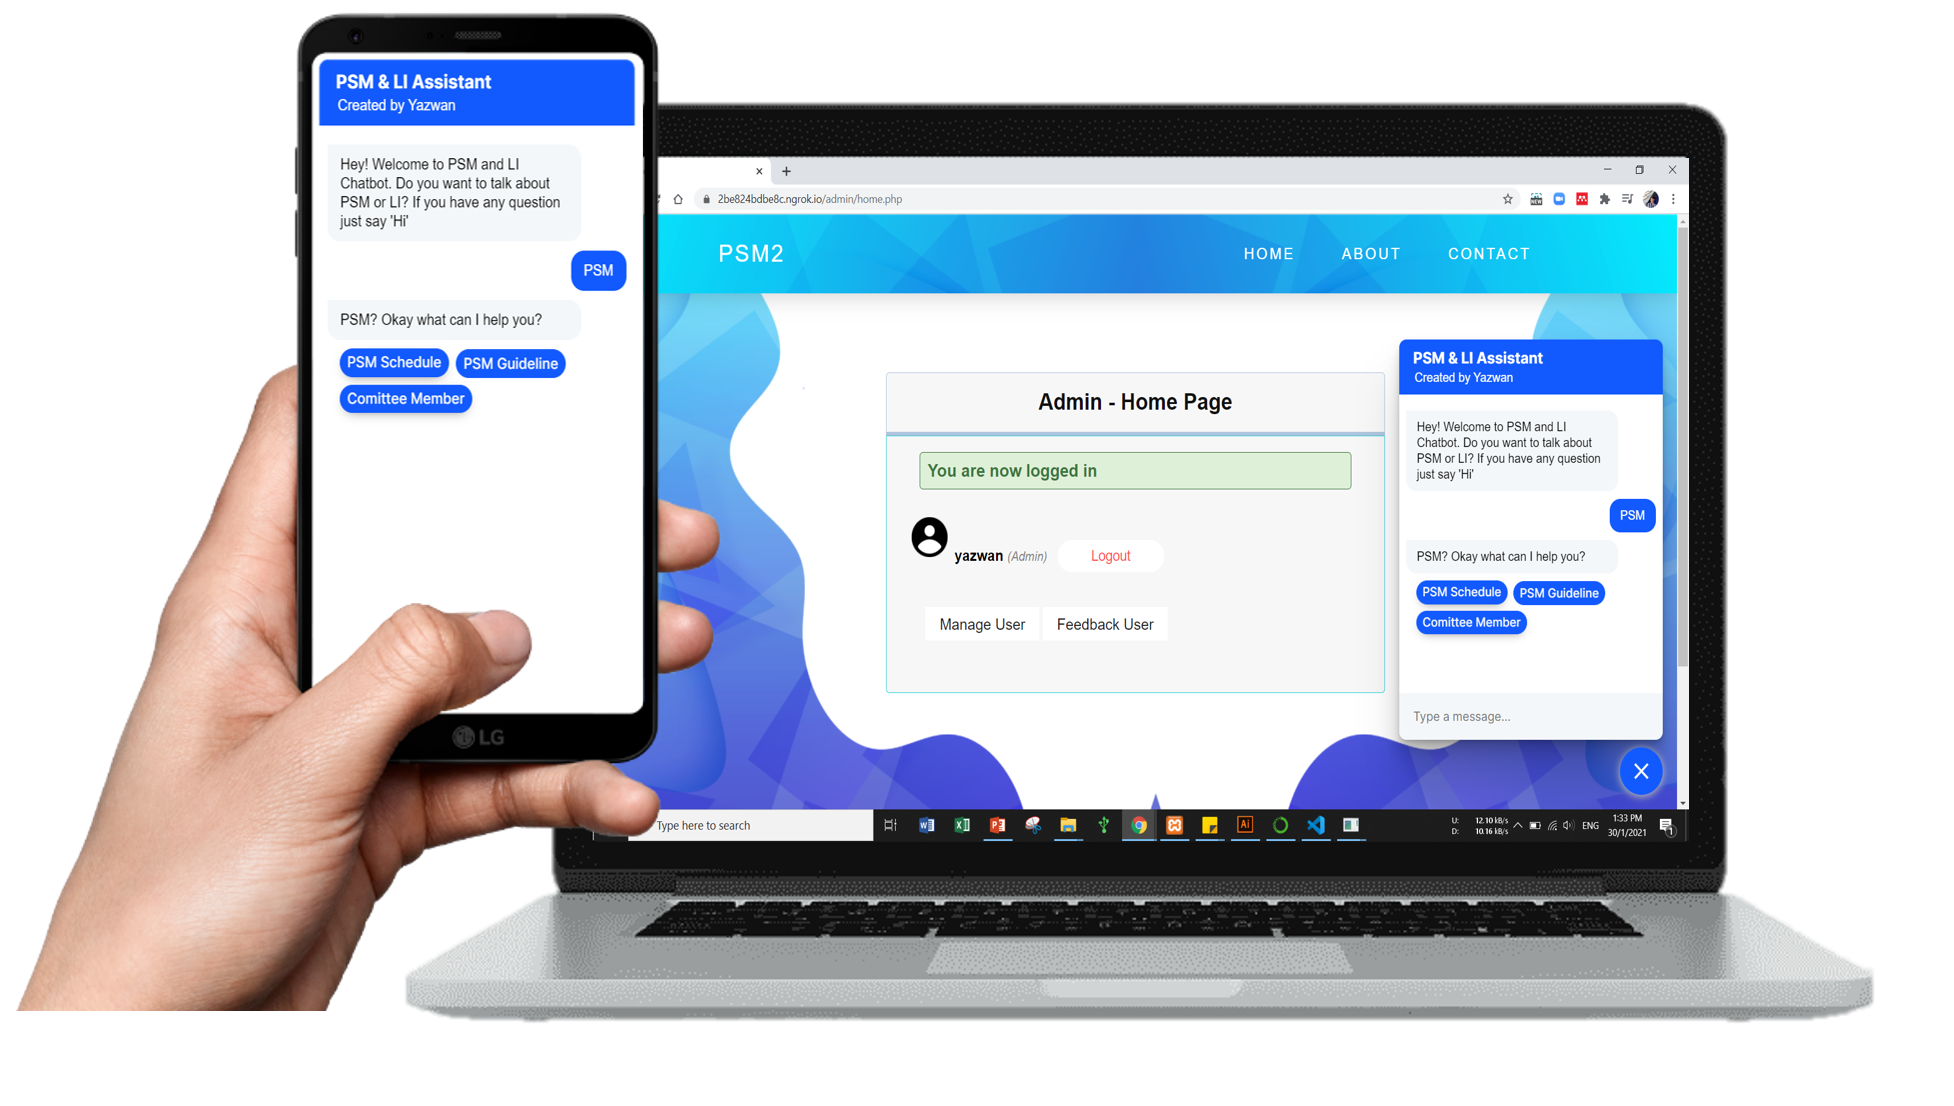 PSM & LI Assistant
Created by Yazwan
Hey! Welcome to PSM and LI
Chatbot. Do you want to talk about
PSM or LI? If you have any question
just say 'Hi'
PSM
PSM? Okay what can I help you?
PSM Schedule PSM Guideline
Comittee Member
LG
2be824bdbe8c.ngrok.io/admin/home.php
PSM2 HOME ABOUT CONTACT
Admin - Home Page
You are now logged in
yazwan (Admin) Logout
Manage User Feedback User
PSM & LI Assistant
Created by Yazwan
Hey! Welcome to PSM and LI
Chatbot. Do you want to talk about
PSM or LI? If you have any question
just say 'Hi'
PSM
PSM? Okay what can I help you?
PSM Schedule PSM Guideline
Comittee Member
Type a message...
Type here to search
Ai
U: 12.10 kB/s
D: 10.16 kB/s
ENG
1:33 PM
30/1/2021
1